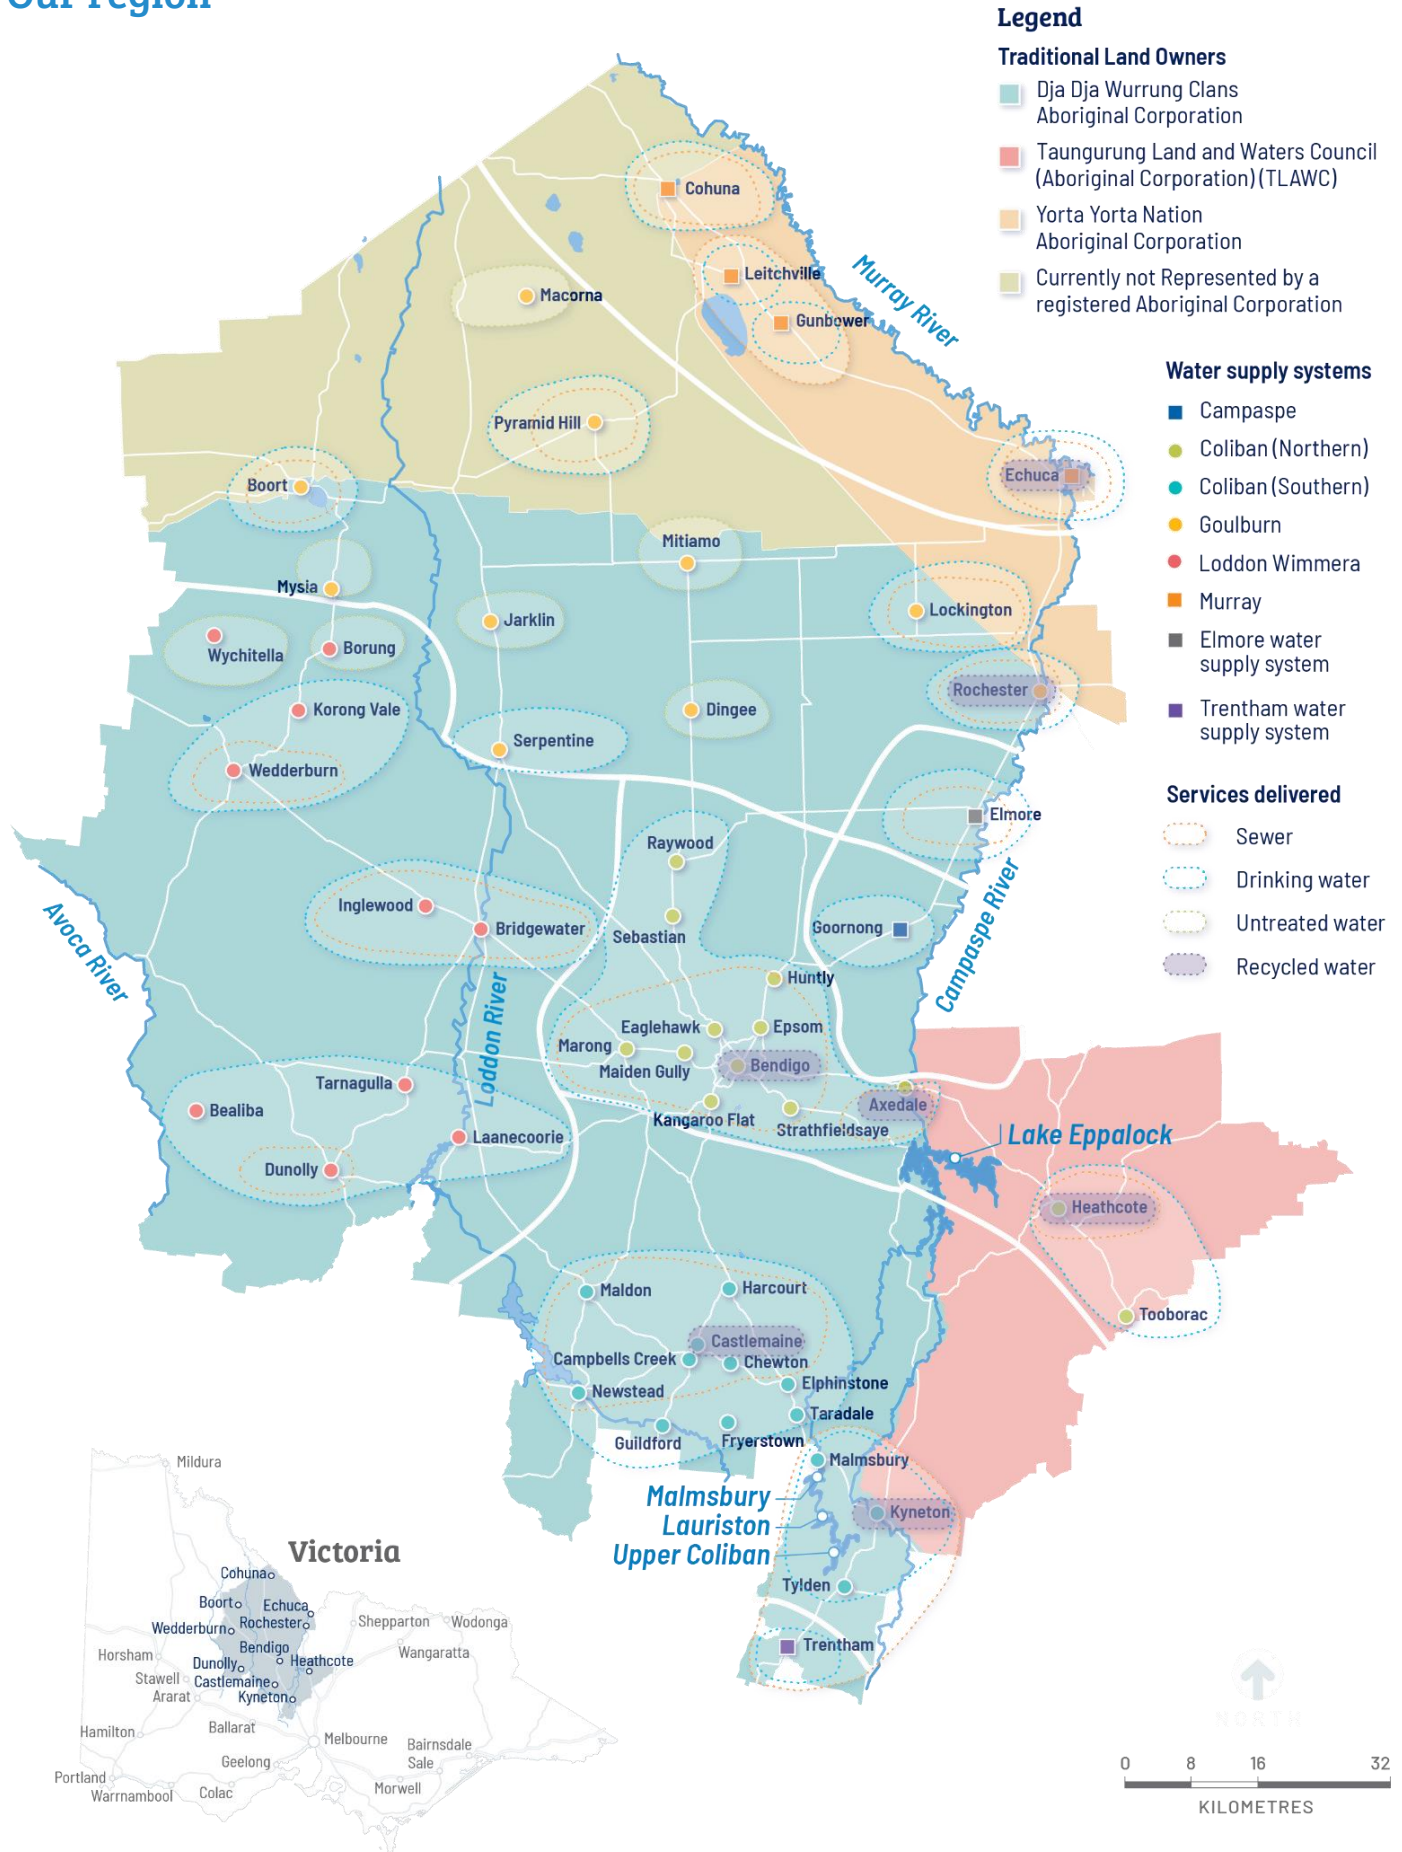 Our region
Legend
Traditional Land Owners
Dja Dja Wurrung Clans
Aboriginal Corporation
Taungurung Land and Waters Council
(Aboriginal Corporation) (TLAWC)
Yorta Yorta Nation
Aboriginal Corporation
Currently not Represented by a
registered Aboriginal Corporation
Water supply systems
Campaspe
Coliban (Northern)
Coliban (Southern)
Goulburn
Loddon Wimmera
Murray
Elmore water
supply system
Trentham water
supply system
Services delivered
Sewer
Drinking water
Untreated water
Recycled water
Cohuna
Leitchville
Murray River
Macorna
Gunbower
Pyramid Hill
Echuca
Boort
Mitiamo
Mysia
Jarklin
Lockington
Wychitella
Borung
Rochester
Korong Vale
Dingee
Serpentine
Wedderburn
Elmore
Raywood
Inglewood
Bridgewater
Sebastian
Goornong
Campaspe River
Avoca River
Loddon River
Huntly
Eaglehawk
Epsom
Marong
Maiden Gully
Bendigo
Tarnagulla
Bealiba
Kangaroo Flat
Strathfieldsaye
Axedale
Laanecoorie
Lake Eppalock
Dunolly
Heathcote
Maldon
Harcourt
Tooborac
Castlemaine
Campbells Creek
Chewton
Newstead
Elphinstone
Taradale
Guildford
Fryerstown
Malmsbury
Malmsbury
Lauriston
Upper Coliban
Kyneton
Tylden
Trentham
Victoria
Mildura
Cohuna
Boort
Echuca
Wedderburn
Rochester
Shepparton
Wodonga
Bendigo
Wangaratta
Horsham
Dunolly
Heathcote
Stawell
Castlemaine
Ararat
Kyneton
Hamilton
Ballarat
Melbourne
Bairnsdale
Geelong
Sale
Portland
Warrnambool
Colac
Morwell
NORTH
0 8 16 32
KILOMETRES